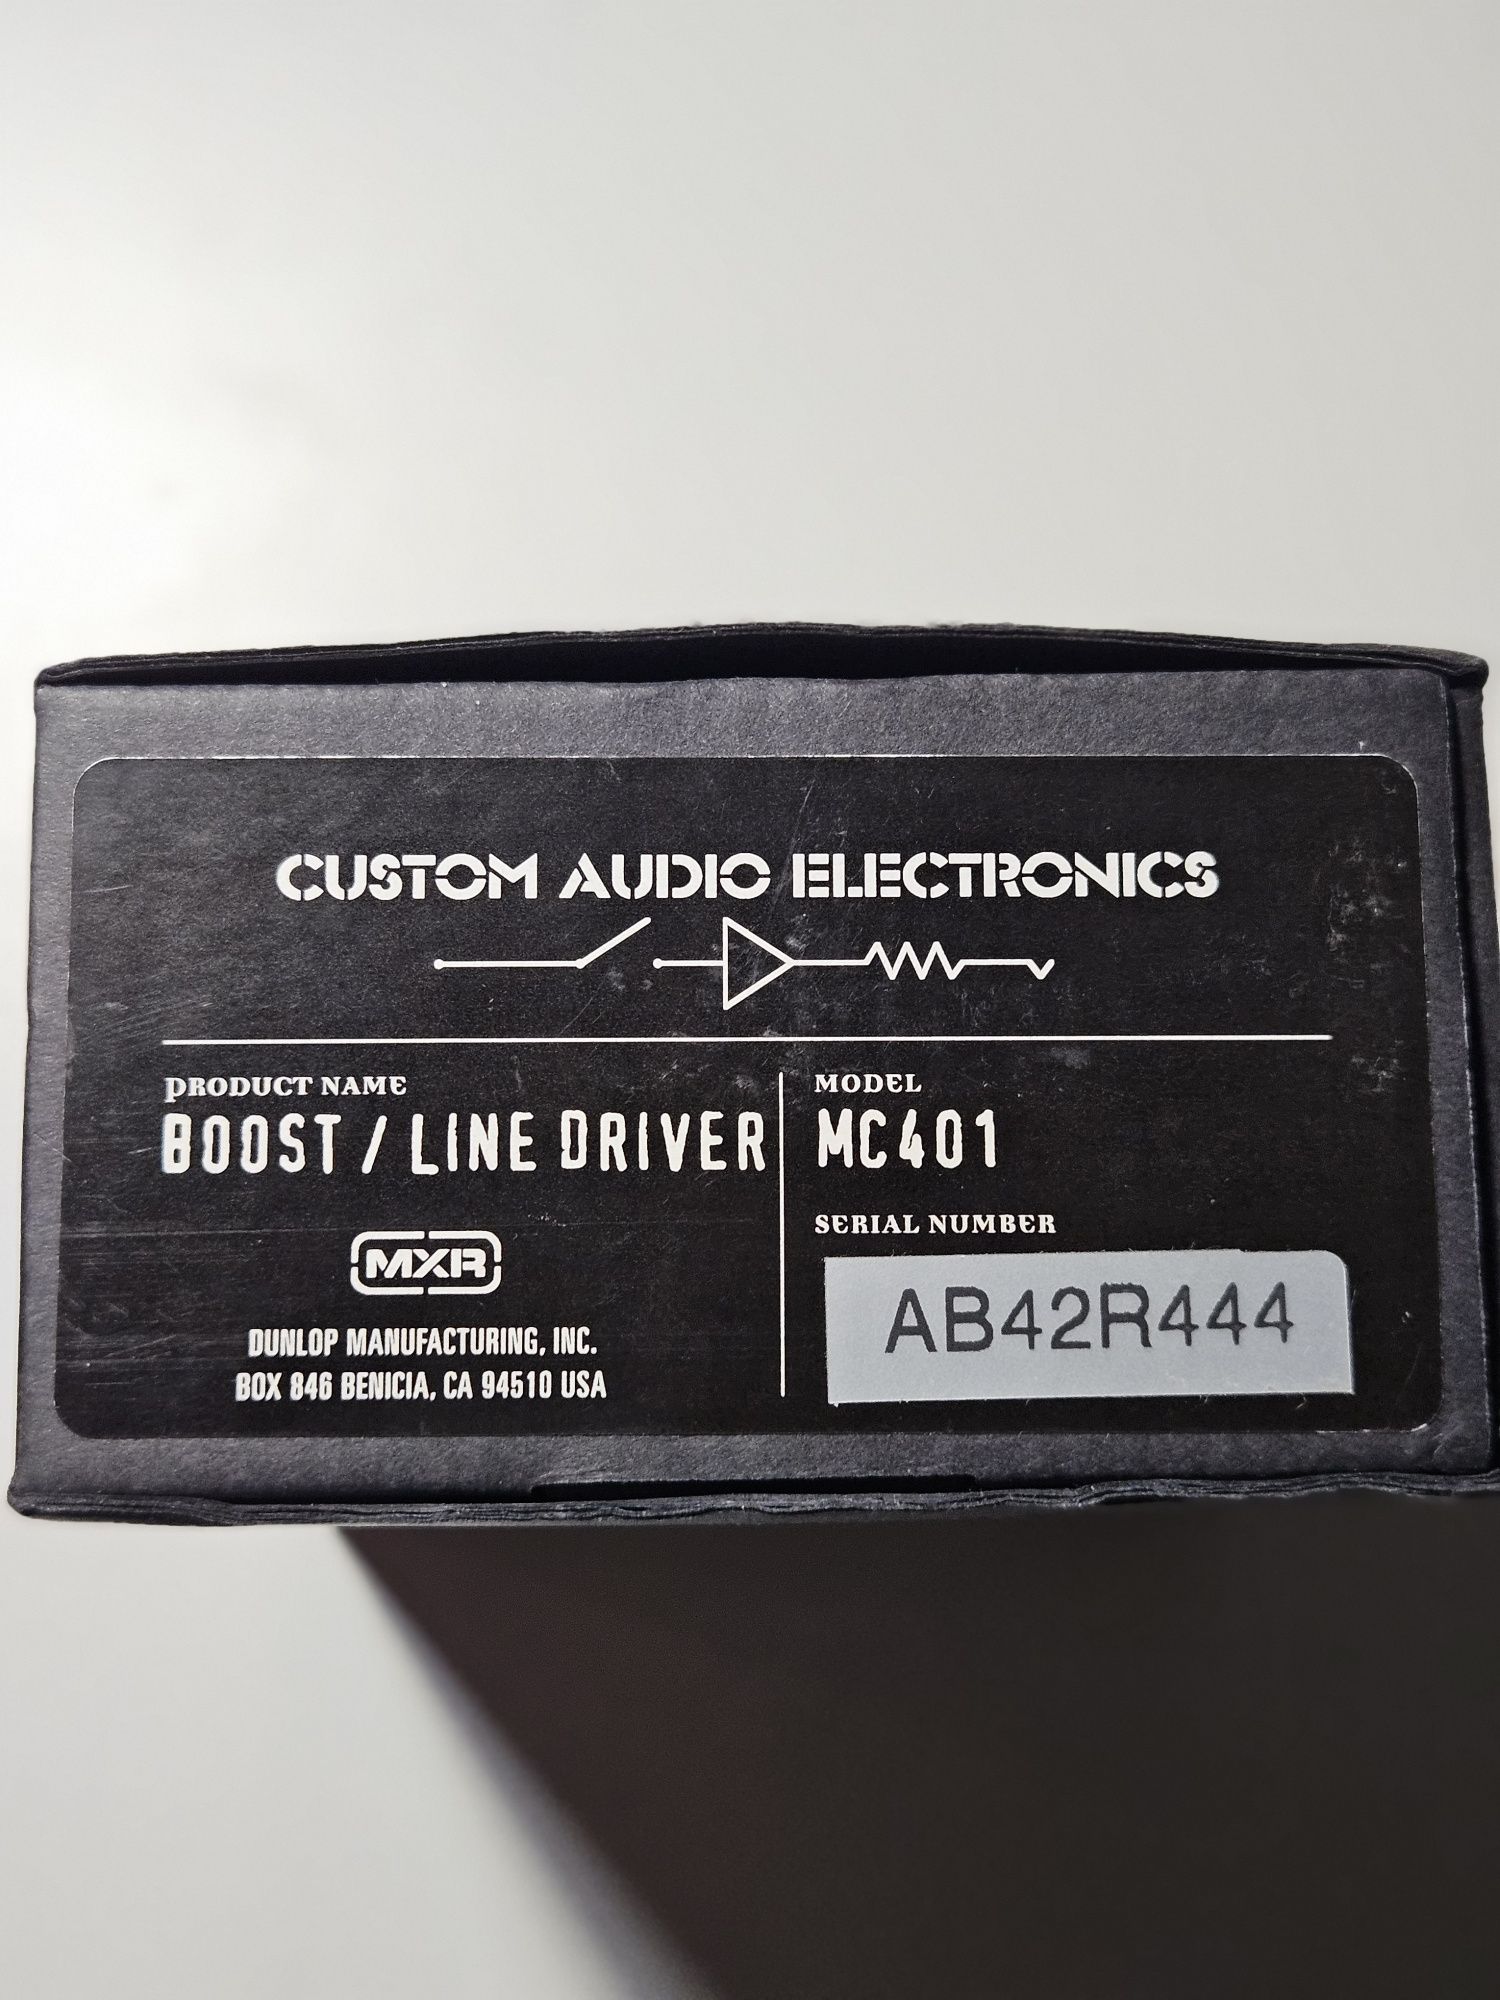 CUSTOM AUDIO ELECTRONICS
PRODUCT NAME
BOOST / LINE DRIVER
MXR
DUNLOP MANUFACTURING, INC.
BOX 846 BENICIA, CA 94510 USA
MODEL
MC401
SERIAL NUMBER
AB42R444